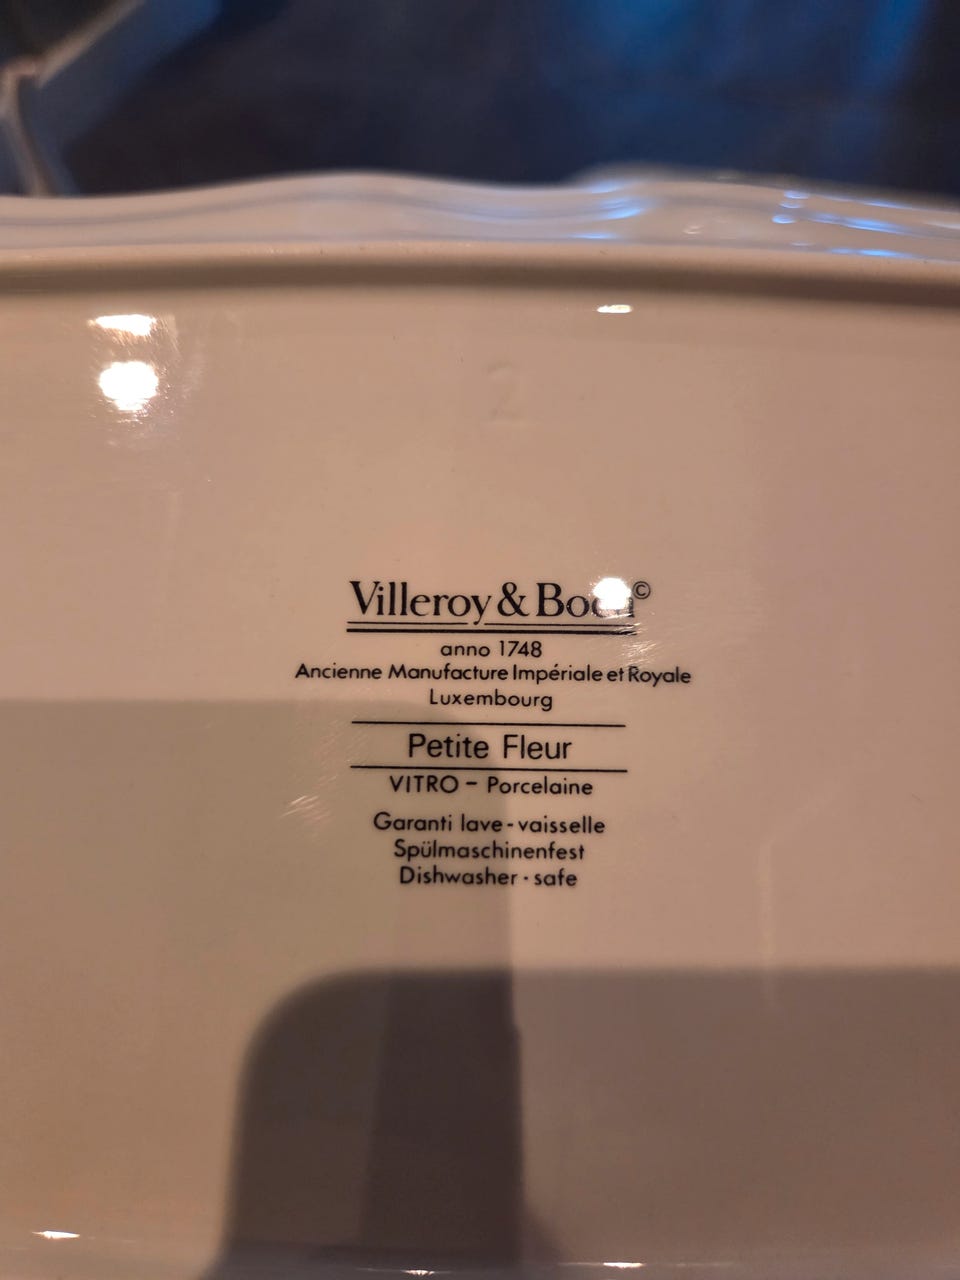 2
Villeroy & Boch©
anno 1748
Ancienne Manufacture Impériale et Royale
Luxembourg
Petite Fleur
VITRO – Porcelaine
Garanti lave-vaisselle
Spülmaschinenfest
Dishwasher-safe